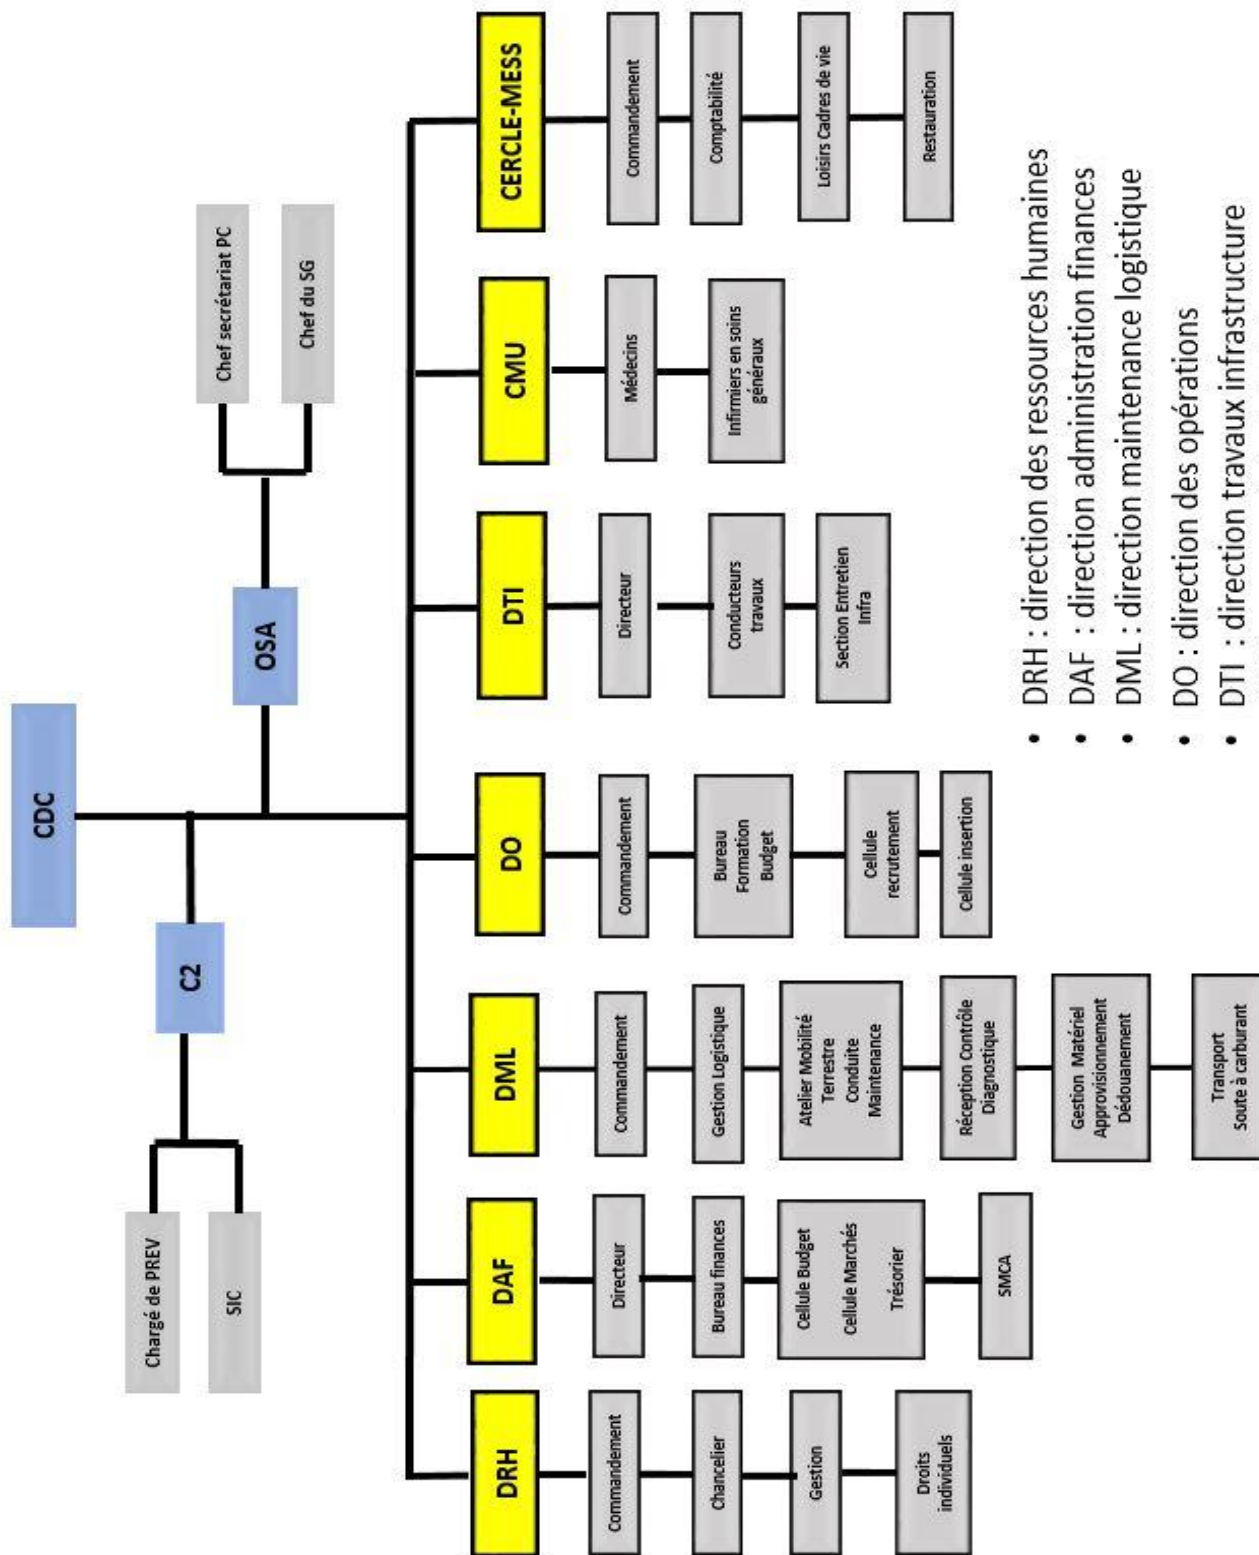 CDC
C2
OSA
Chargé de PREV
SIC
Chef secrétariat PC
Chef du SG
DRH
Commandement
Chancelier
Gestion
Droits
individuels
DAF
Directeur
Bureau finances
Cellule Budget
Cellule Marchés
Trésorier
SMCA
DML
Commandement
Gestion Logistique
Atelier Mobilité
Terrestre
Conduite
Maintenance
Réception Contrôle
Diagnostique
Gestion Matériel
Approvisionnement
Dédouanement
Transport
Soute à carburant
DO
Commandement
Bureau
Formation
Budget
Cellule
recrutement
Cellule insertion
DTI
Directeur
Conducteurs
travaux
Section Entretien
Infra
CMU
Médecins
Infirmiers en soins
généraux
CERCLE-MESS
Commandement
Comptabilité
Loisirs Cadres de vie
Restauration
• DRH : direction des ressources humaines
• DAF : direction administration finances
• DML : direction maintenance logistique
• DO : direction des opérations
• DTI : direction travaux infrastructure